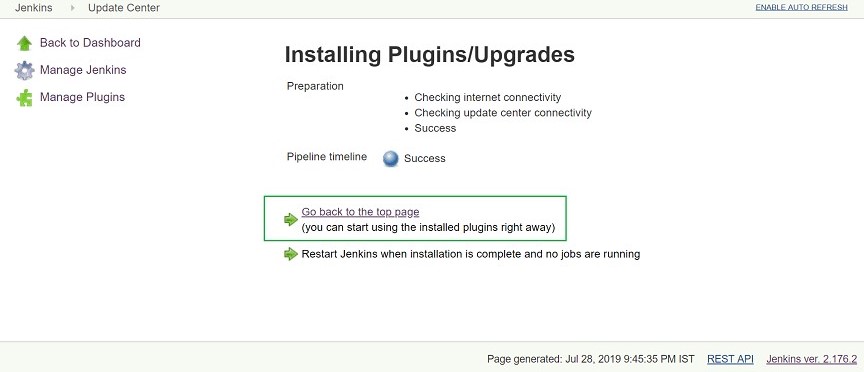 Jenkins Update Center ENABLE AUTO REFRESH
Back to Dashboard
Manage Jenkins
Manage Plugins
Installing Plugins/Upgrades
Preparation
Checking internet connectivity
Checking update center connectivity
Success
Pipeline timeline Success
Go back to the top page
(you can start using the installed plugins right away)
Restart Jenkins when installation is complete and no jobs are running
Page generated: Jul 28, 2019 9:45:35 PM IST REST API Jenkins ver. 2.176.2